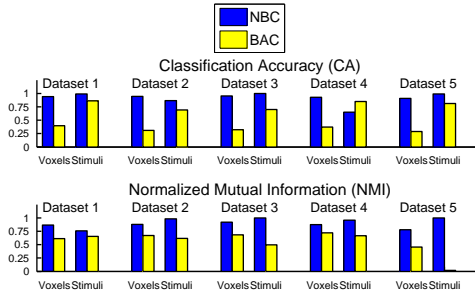 NBC
BAC
Classification Accuracy (CA)
Dataset 1 Dataset 2 Dataset 3 Dataset 4 Dataset 5
1
0.75
0.5
0.25
0
Voxels Stimuli Voxels Stimuli Voxels Stimuli Voxels Stimuli Voxels Stimuli
Normalized Mutual Information (NMI)
Dataset 1 Dataset 2 Dataset 3 Dataset 4 Dataset 5
1
0.75
0.5
0.25
0
Voxels Stimuli Voxels Stimuli Voxels Stimuli Voxels Stimuli Voxels Stimuli